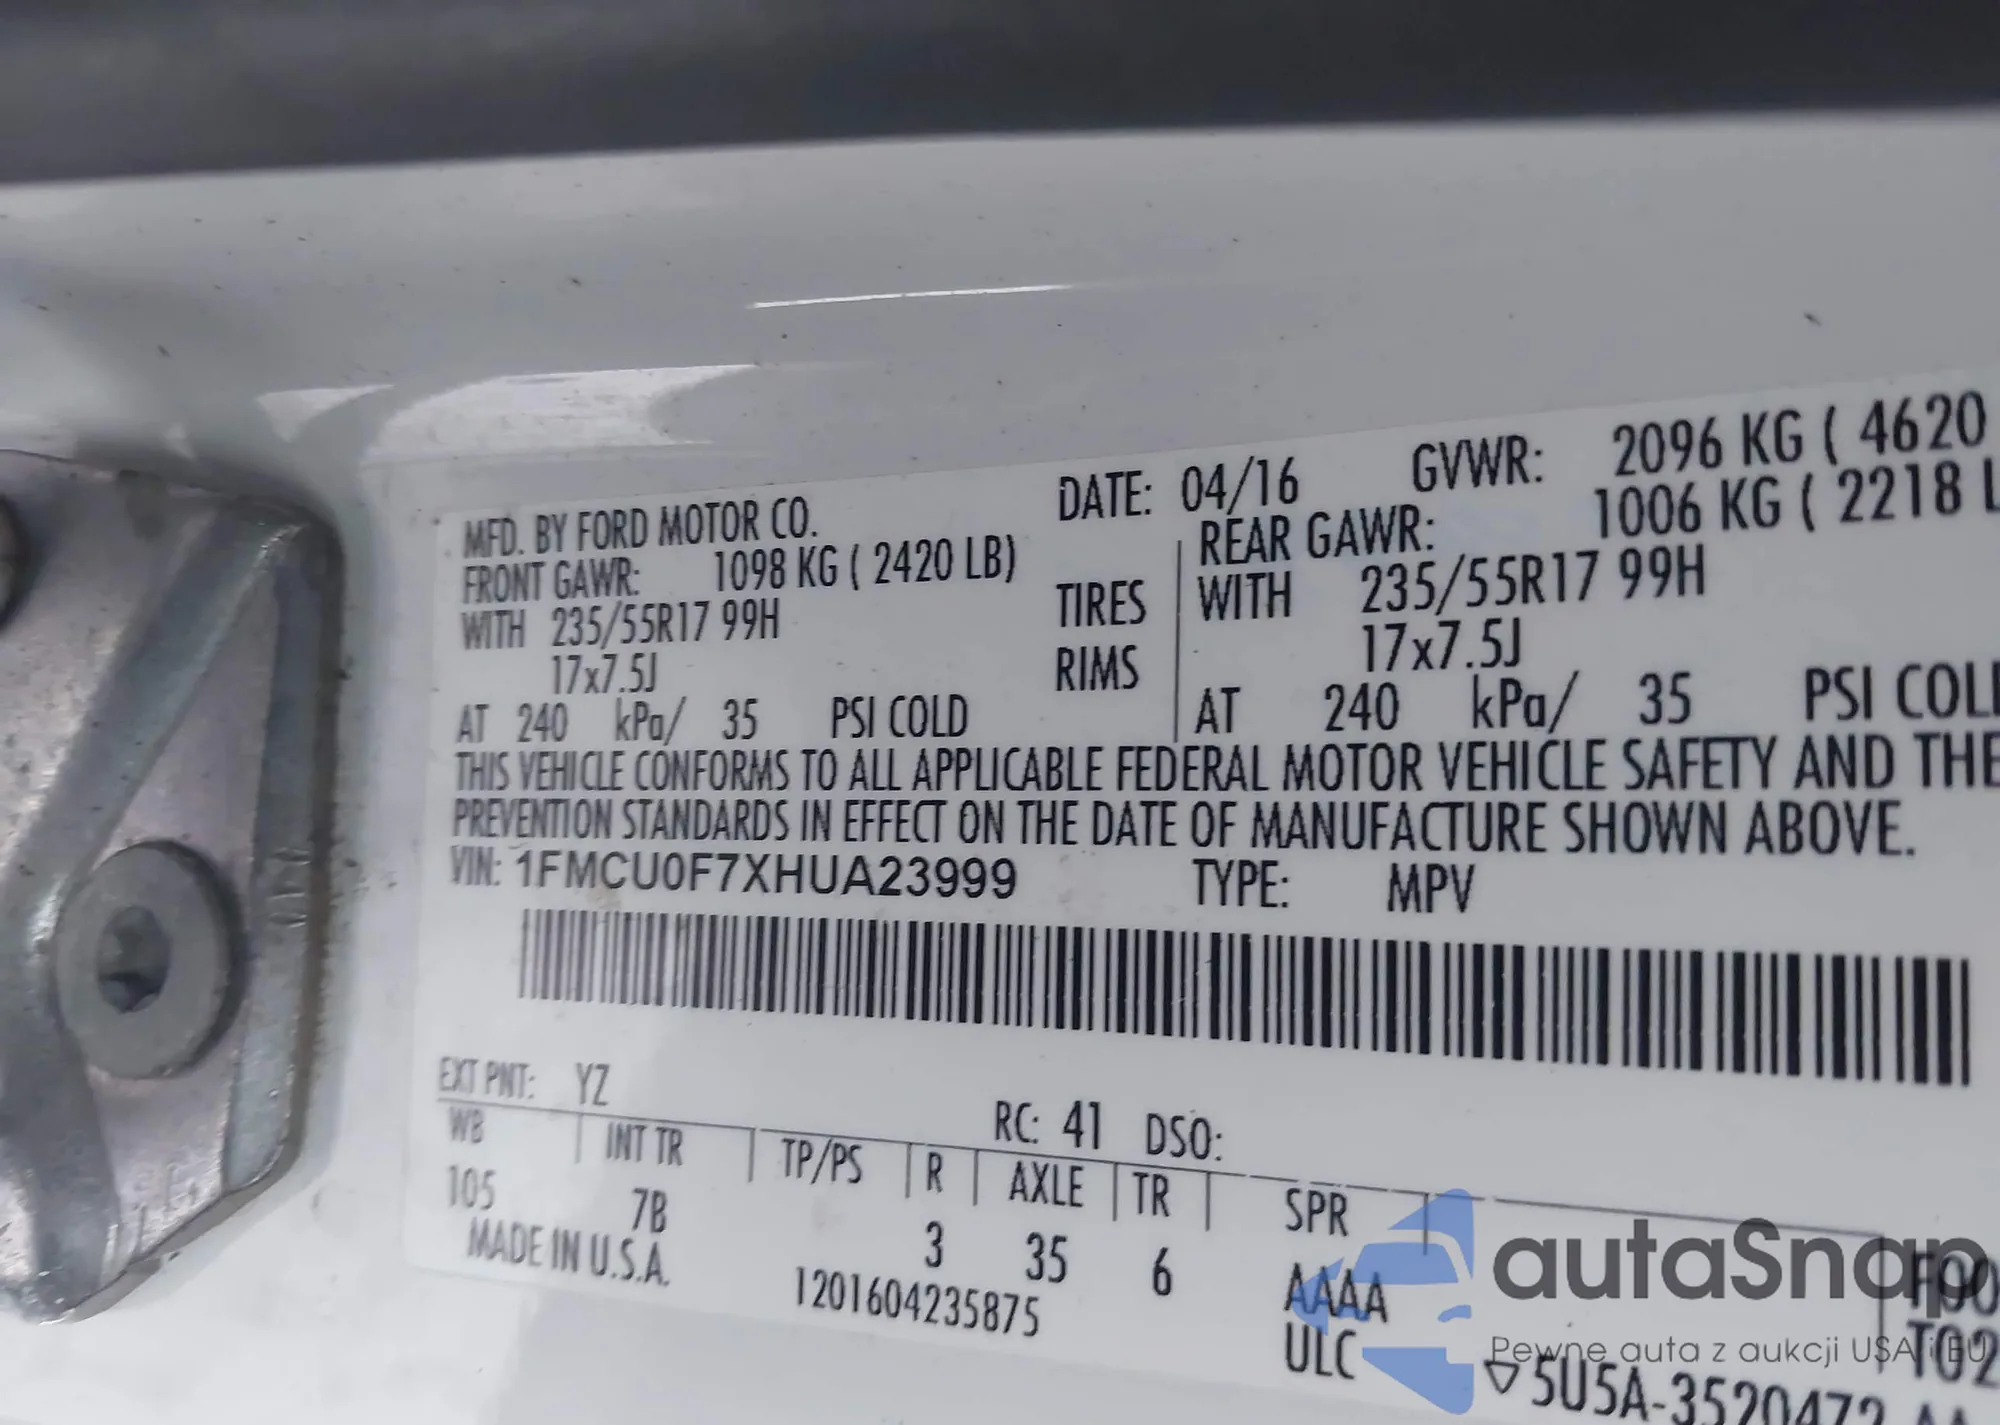 MFD. BY FORD MOTOR CO. DATE: 04/16 GVWR: 2096 KG ( 4620
FRONT GAWR: 1098 KG ( 2420 LB) REAR GAWR: 1006 KG ( 2218 L
WITH 235/55R17 99H TIRES WITH 235/55R17 99H
17x7.5J RIMS 17x7.5J
AT 240 kPa/ 35 PSI COLD AT 240 kPa/ 35 PSI COL
THIS VEHICLE CONFORMS TO ALL APPLICABLE FEDERAL MOTOR VEHICLE SAFETY AND THE
PREVENTION STANDARDS IN EFFECT ON THE DATE OF MANUFACTURE SHOWN ABOVE.
VIN: 1FMCU0F7XHUA23999 TYPE: MPV
EXT PNT: YZ RC: 41 DSO:
WB INT TR TP/PS R AXLE TR SPR
105 7B 3 35 6 AAAA
MADE IN U.S.A. 1201604235875 ULC
autaSnap
Pewne auta z aukcji USA i EU
5U5A-3520472